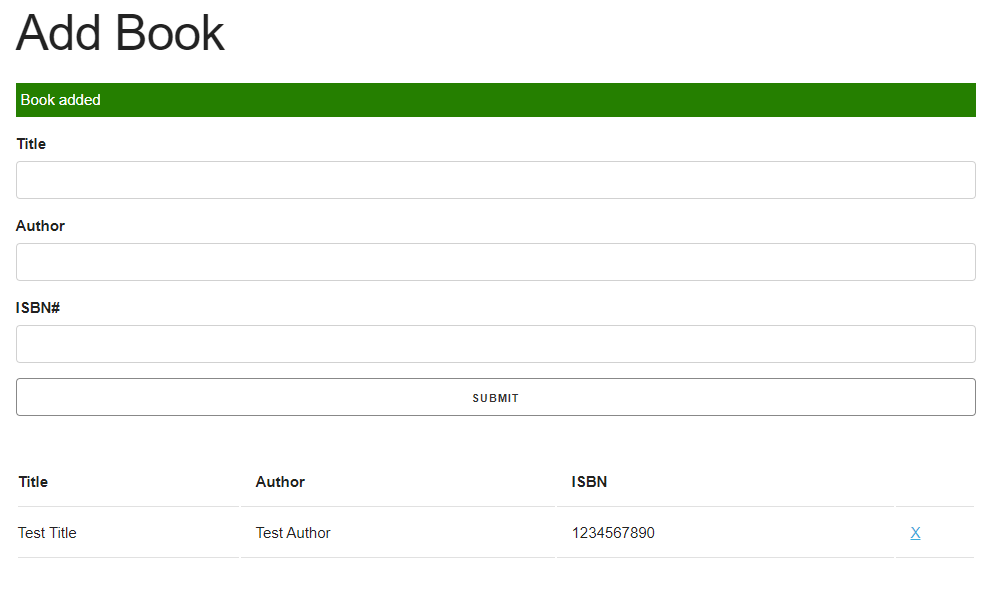 Add Book
Book added
Title
Author
ISBN#
SUBMIT
Title Author ISBN
Test Title Test Author 1234567890 X